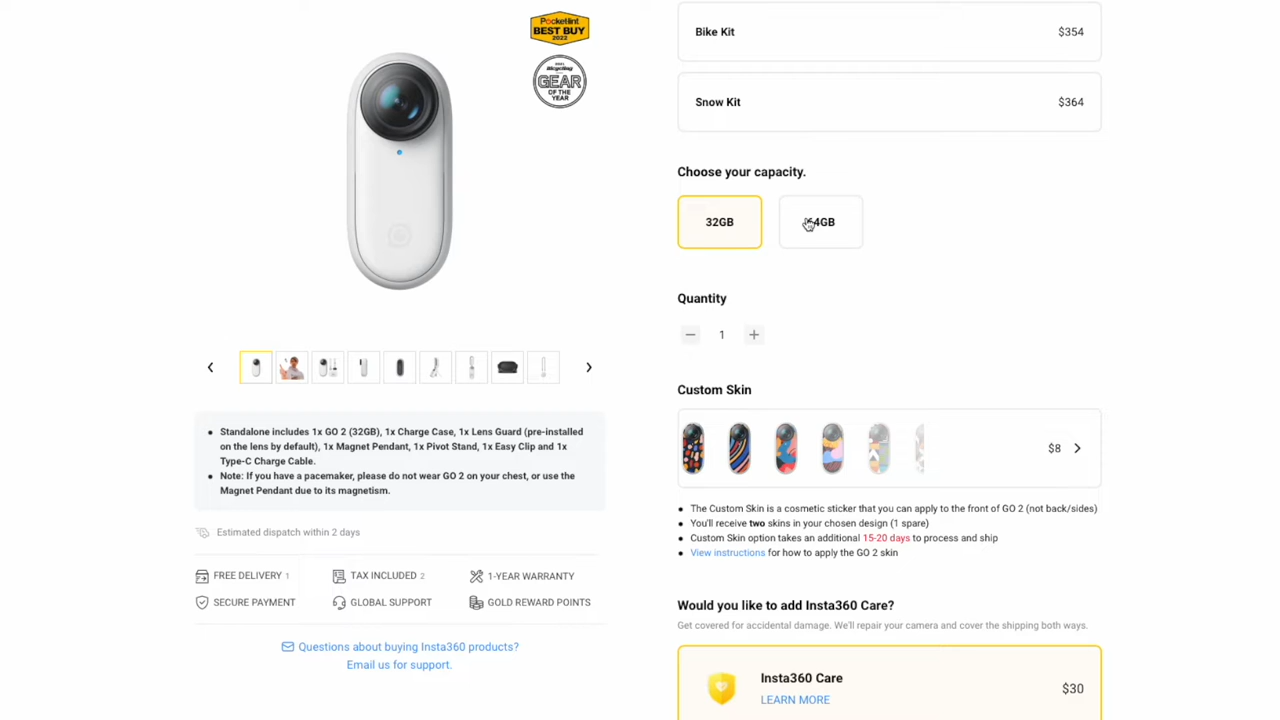 Pocket-lint
BEST BUY
2022
Bicycling
GEAR
OF THE
YEAR
Standalone includes 1x GO 2 (32GB), 1x Charge Case, 1x Lens Guard (pre-installed
on the lens by default), 1x Magnet Pendant, 1x Pivot Stand, 1x Easy Clip and 1x
Type-C Charge Cable.
Note: If you have a pacemaker, please do not wear GO 2 on your chest, or use the
Magnet Pendant due to its magnetism.
Estimated dispatch within 2 days
FREE DELIVERY 1
TAX INCLUDED 2
1-YEAR WARRANTY
SECURE PAYMENT
GLOBAL SUPPORT
GOLD REWARD POINTS
Questions about buying Insta360 products?
Email us for support.
Bike Kit $354
Snow Kit $364
Choose your capacity.
32GB
4GB
Quantity
1
Custom Skin
$8
The Custom Skin is a cosmetic sticker that you can apply to the front of GO 2 (not back/sides)
You'll receive two skins in your chosen design (1 spare)
Custom Skin option takes an additional 15-20 days to process and ship
View instructions for how to apply the GO 2 skin
Would you like to add Insta360 Care?
Get covered for accidental damage. We'll repair your camera and cover the shipping both ways.
Insta360 Care
LEARN MORE
$30